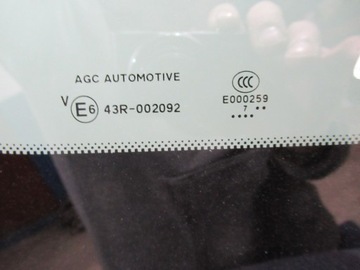 AGC AUTOMOTIVE
CCC
V E6 43R-002092
E000259
7 ••
••••